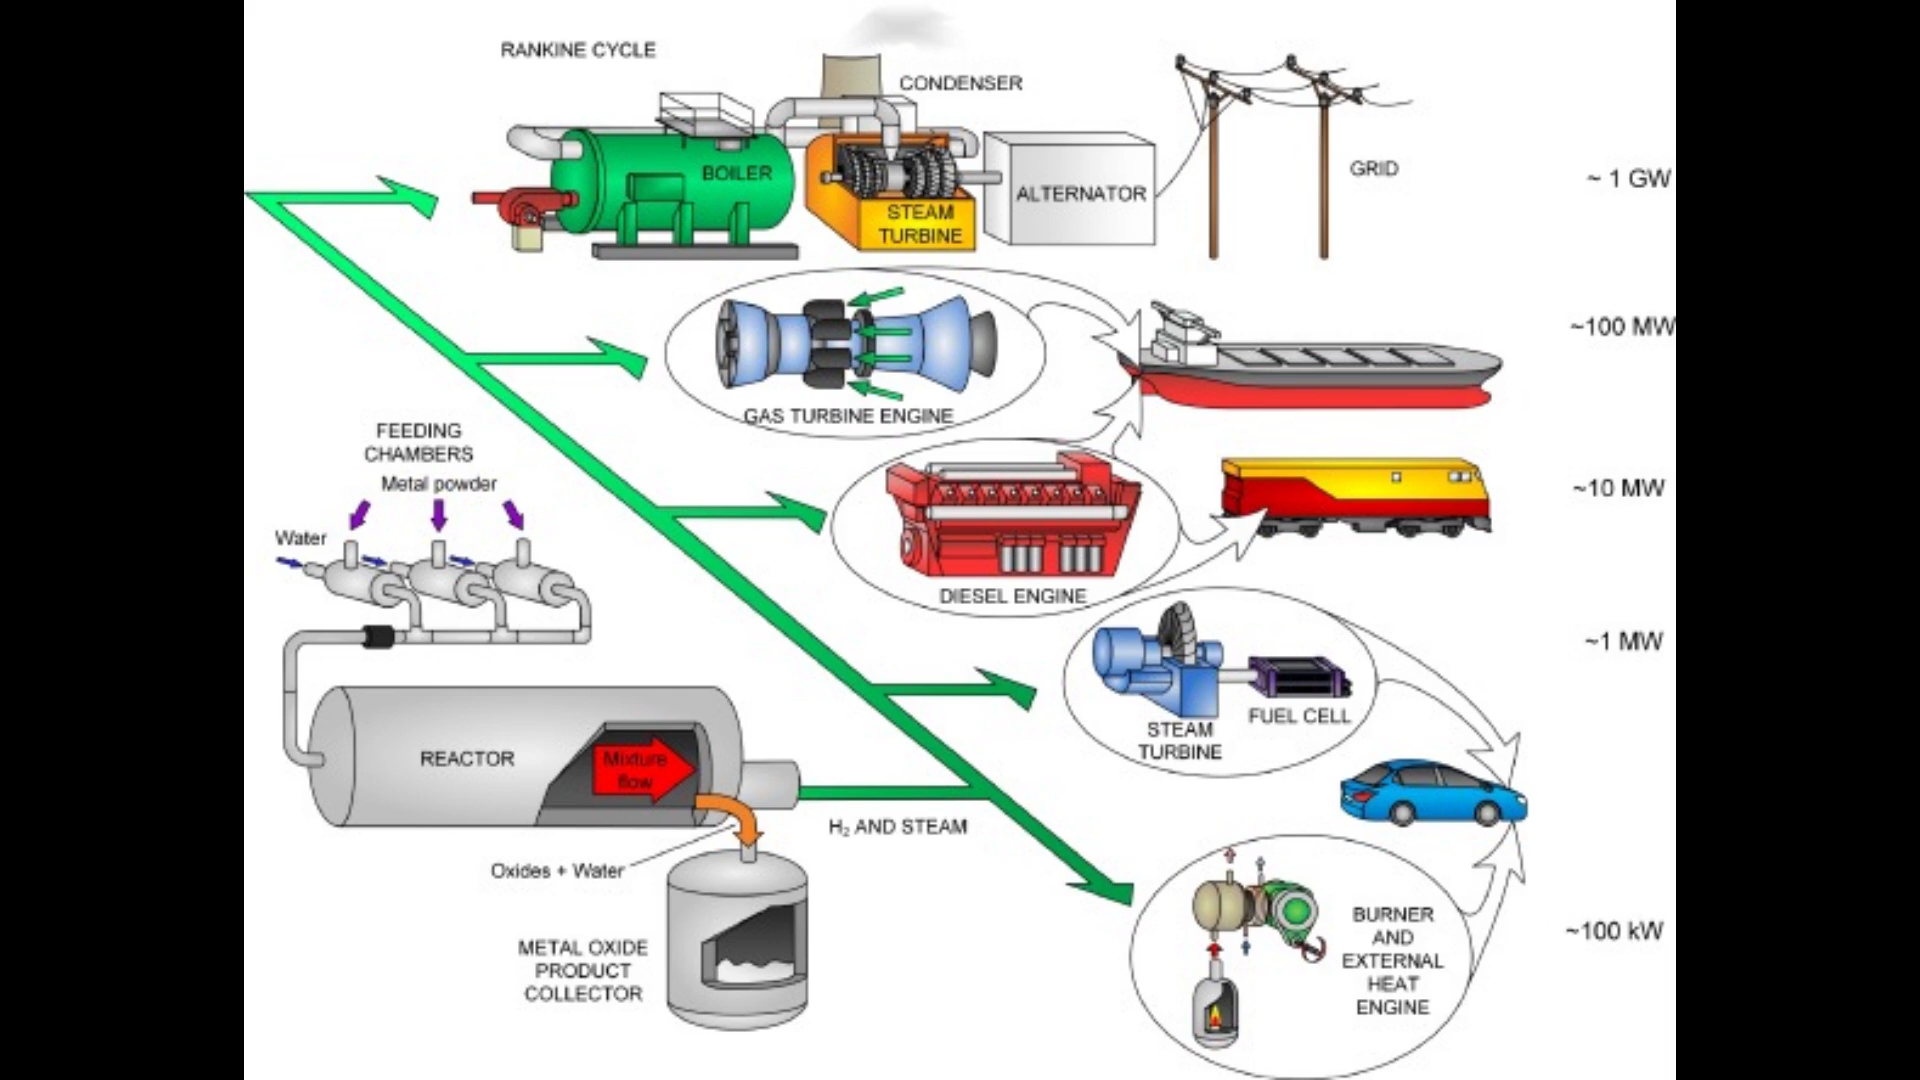 RANKINE CYCLE
CONDENSER
BOILER
STEAM
TURBINE
ALTERNATOR
GRID
~ 1 GW
GAS TURBINE ENGINE
~100 MW
FEEDING
CHAMBERS
Metal powder
Water
DIESEL ENGINE
~10 MW
STEAM
TURBINE
FUEL CELL
~1 MW
REACTOR
Mixture
flow
H₂ AND STEAM
Oxides + Water
METAL OXIDE
PRODUCT
COLLECTOR
BURNER
AND
EXTERNAL
HEAT
ENGINE
~100 kW